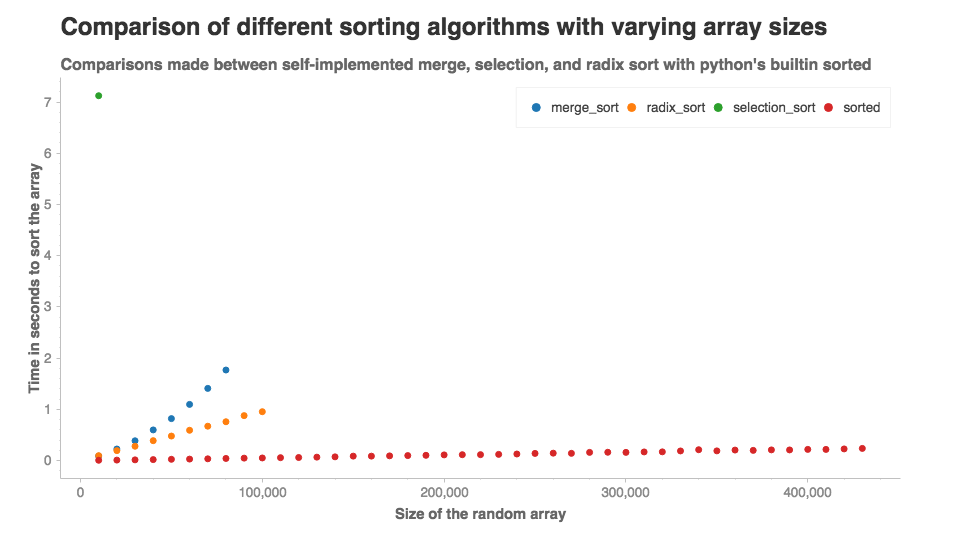 Comparison of different sorting algorithms with varying array sizes
Comparisons made between self-implemented merge, selection, and radix sort with python's builtin sorted
merge_sort radix_sort selection_sort sorted
Time in seconds to sort the array
7
6
5
4
3
2
1
0
0 100,000 200,000 300,000 400,000
Size of the random array